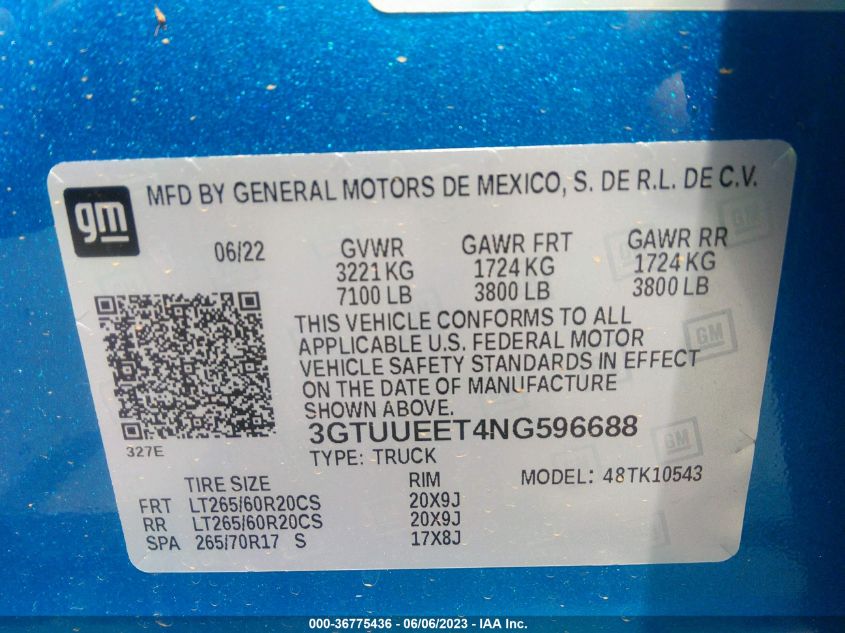 gm
MFD BY GENERAL MOTORS DE MEXICO, S. DE R.L. DE C.V.
06/22 GVWR GAWR FRT GAWR RR
3221 KG 1724 KG 1724 KG
7100 LB 3800 LB 3800 LB
THIS VEHICLE CONFORMS TO ALL
APPLICABLE U.S. FEDERAL MOTOR
VEHICLE SAFETY STANDARDS IN EFFECT
ON THE DATE OF MANUFACTURE
SHOWN ABOVE.
327E
3GTUUEET4NG596688
TYPE: TRUCK MODEL: 48TK10543
TIRE SIZE RIM
FRT LT265/60R20CS 20X9J
RR LT265/60R20CS 20X9J
SPA 265/70R17 S 17X8J
GM
GM
000-36775436 - 06/06/2023 - IAA Inc.